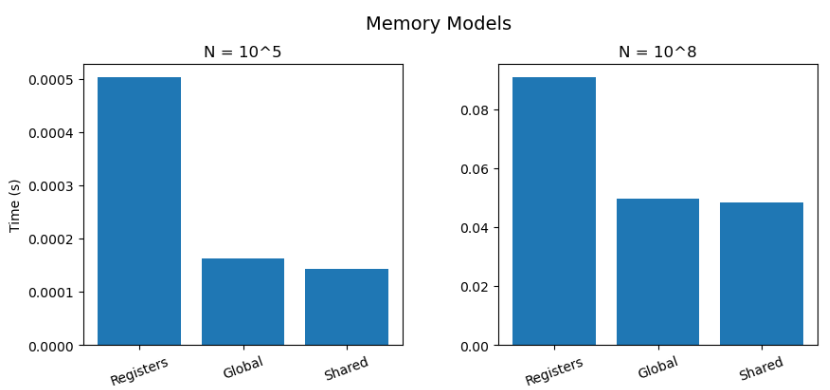 Memory Models
N = 10^5
N = 10^8
Time (s)
0.0005
0.0004
0.0003
0.0002
0.0001
0.0000
Registers
Global
Shared
0.08
0.06
0.04
0.02
0.00
Registers
Global
Shared